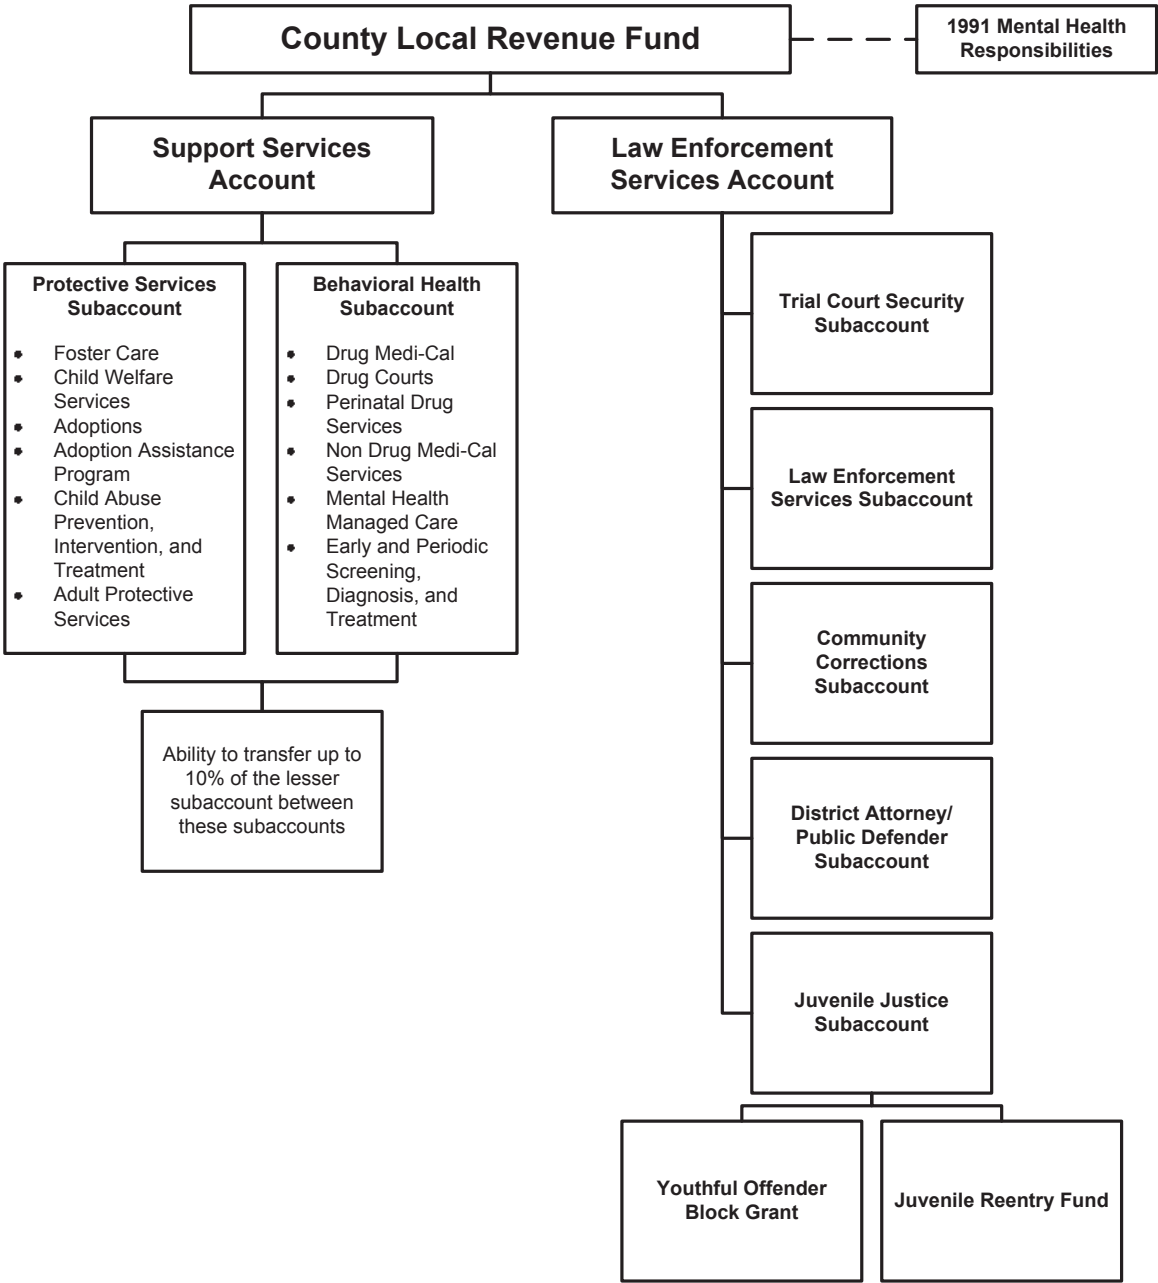 County Local Revenue Fund
1991 Mental Health
Responsibilities
Support Services
Account
Law Enforcement
Services Account
Protective Services
Subaccount
• Foster Care
• Child Welfare
Services
• Adoptions
• Adoption Assistance
Program
• Child Abuse
Prevention,
Intervention, and
Treatment
• Adult Protective
Services
Behavioral Health
Subaccount
• Drug Medi-Cal
• Drug Courts
• Perinatal Drug
Services
• Non Drug Medi-Cal
Services
• Mental Health
Managed Care
• Early and Periodic
Screening,
Diagnosis, and
Treatment
Ability to transfer up to
10% of the lesser
subaccount between
these subaccounts
Trial Court Security
Subaccount
Law Enforcement
Services Subaccount
Community
Corrections
Subaccount
District Attorney/
Public Defender
Subaccount
Juvenile Justice
Subaccount
Youthful Offender
Block Grant
Juvenile Reentry Fund